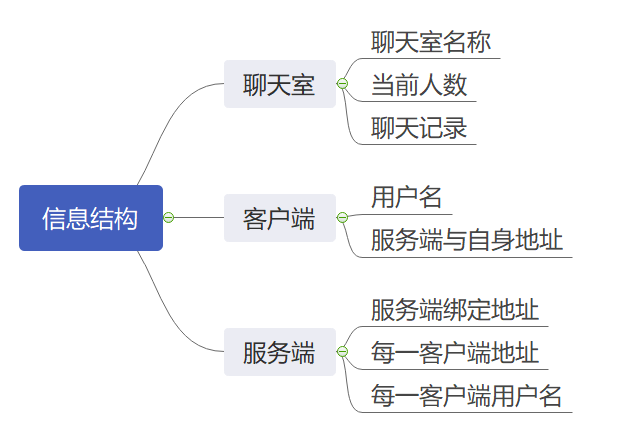 信息结构
聊天室
聊天室名称
当前人数
聊天记录
客户端
用户名
服务端与自身地址
服务端
服务端绑定地址
每一客户端地址
每一客户端用户名